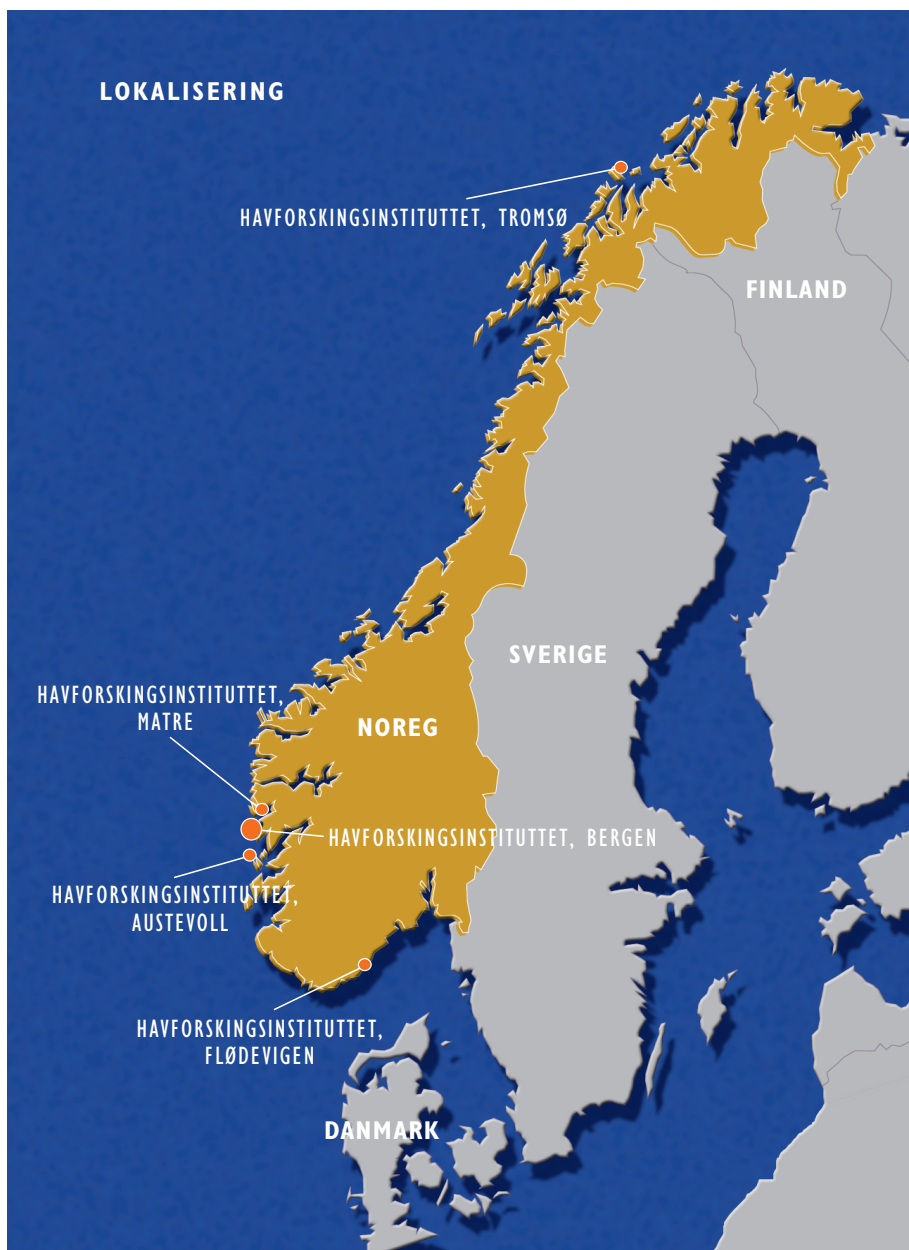 LOKALISERING
HAVFORSKINGSINSTITUTTET, TROMSØ
FINLAND
SVERIGE
HAVFORSKINGSINSTITUTTET,
MATRE
NOREG
HAVFORSKINGSINSTITUTTET, BERGEN
HAVFORSKINGSINSTITUTTET,
AUSTEVOLL
HAVFORSKINGSINSTITUTTET,
FLØDEVIGEN
DANMARK